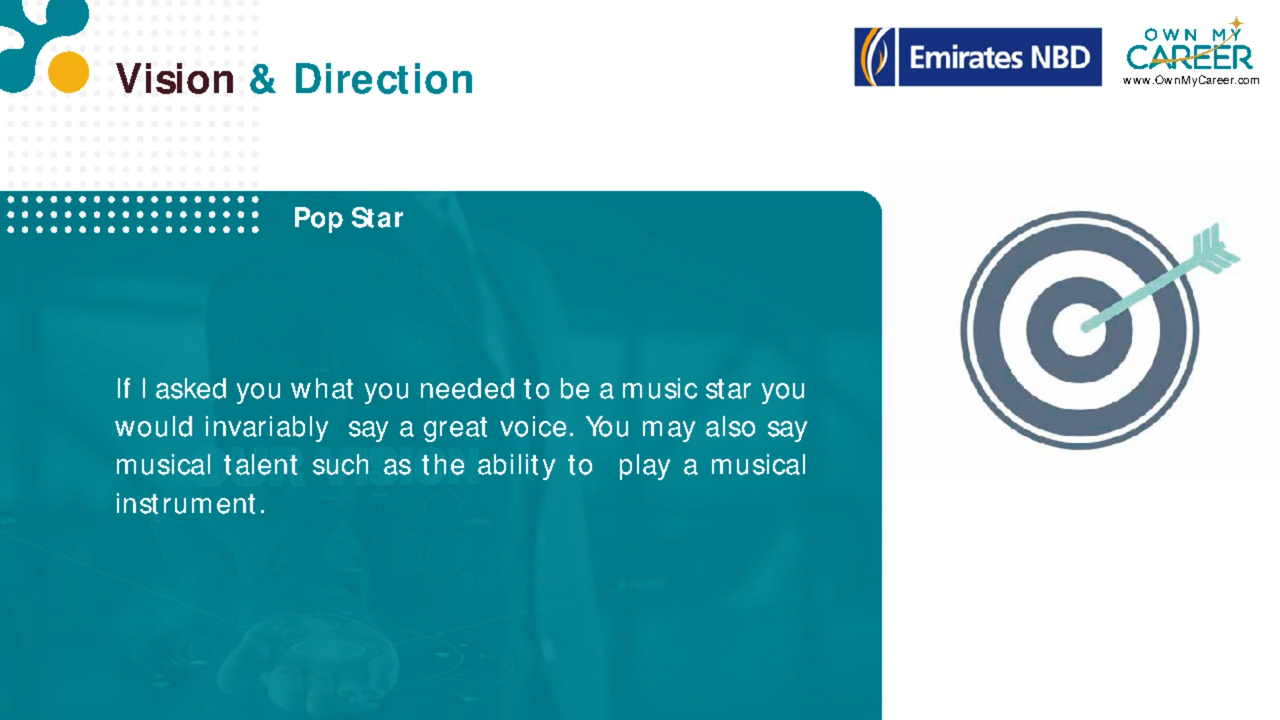 Vision & Direction
Emirates NBD
OWN MY
CAREER
www.OwnMyCareer.com
Pop Star
If I asked you what you needed to be a music star you
would invariably say a great voice. You may also say
musical talent such as the ability to play a musical
instrument.
OUR VISION